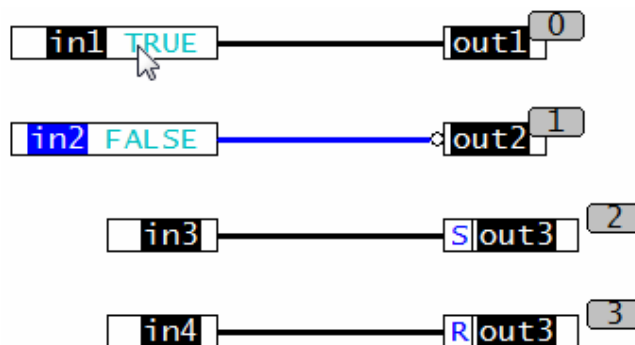 in1 TRUE out1 0
in2 FALSE out2 1
in3 S out3 2
in4 R out3 3